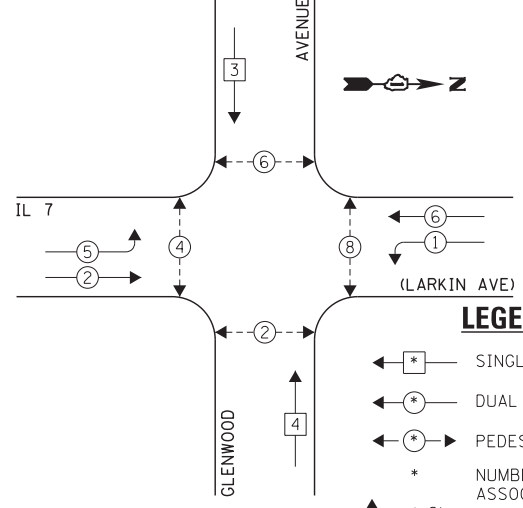 AVENUE
3
N
6
IL 7
6
5
4
8
1
2
(LARKIN AVE)
2
GLENWOOD
4
LEGE
* SINGL
* DUAL
* PEDES
* NUMBE
ASSOC